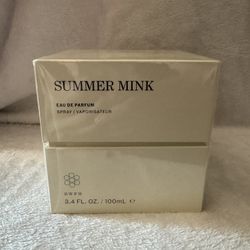 SUMMER MINK
EAU DE PARFUM
SPRAY / VAPORISATEUR
3.4 FL. OZ. / 100mL ℮